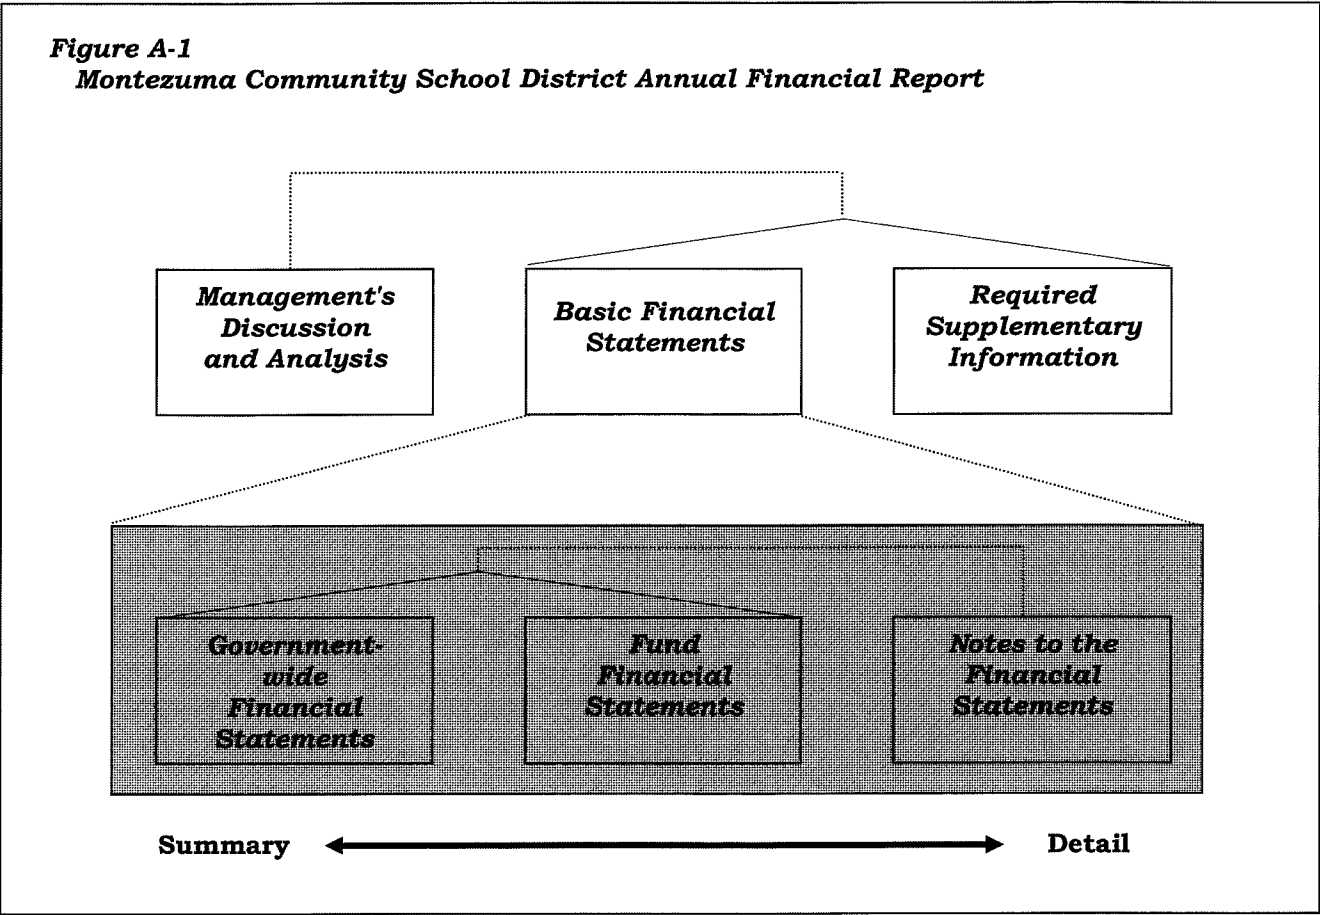 Figure A-1
Montezuma Community School District Annual Financial Report
Management's
Discussion
and Analysis
Basic Financial
Statements
Required
Supplementary
Information
Government-
wide
Financial
Statements
Fund
Financial
Statements
Notes to the
Financial
Statements
Summary
Detail